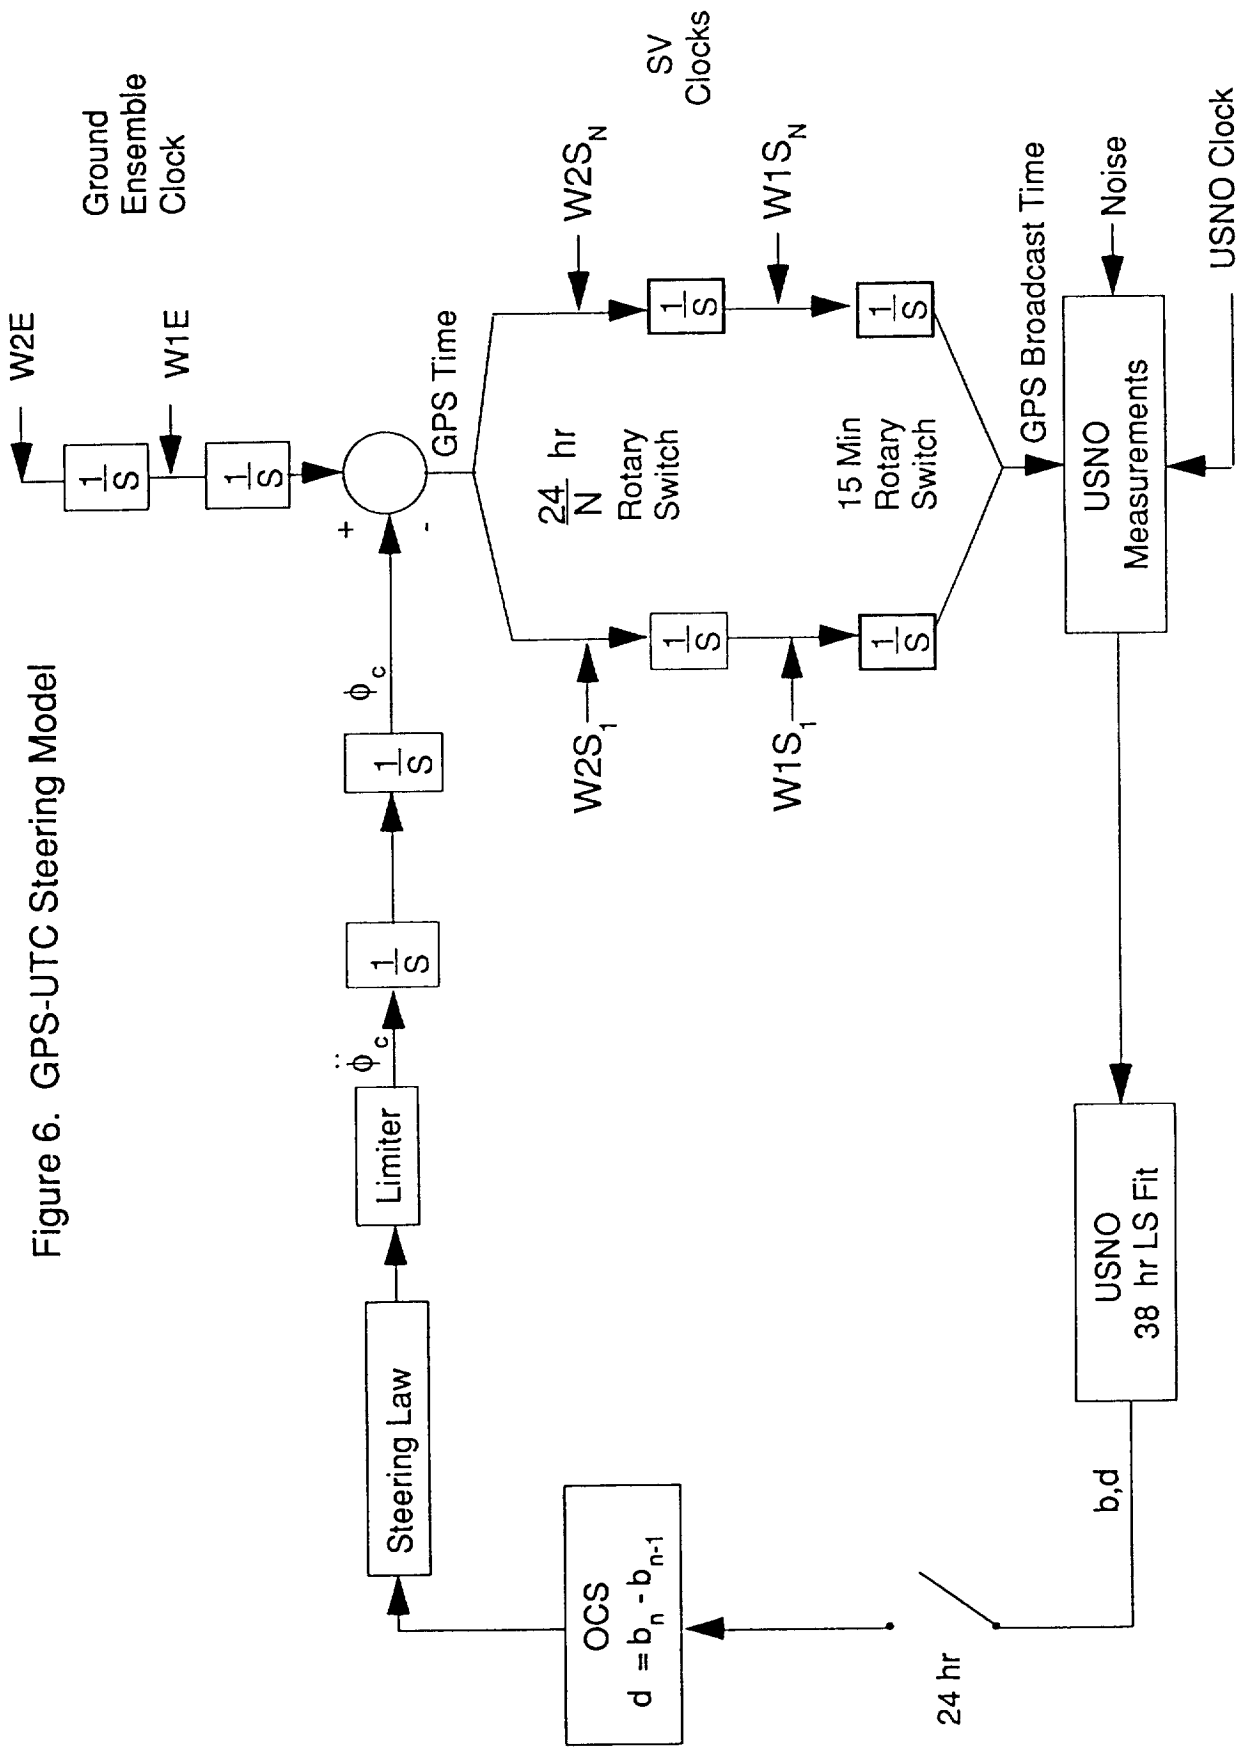 Figure 6. GPS-UTC Steering Model
W2E
1/S
W1E
1/S
Ground
Ensemble
Clock
Steering Law
Limiter
φ̈c
1/S
1/S
φc
+
-
GPS Time
24/N hr
Rotary
Switch
W2S1
1/S
W1S1
1/S
W2SN
1/S
W1SN
1/S
SV
Clocks
15 Min
Rotary
Switch
GPS Broadcast Time
USNO
Measurements
Noise
USNO Clock
USNO
38 hr LS Fit
b,d
24 hr
OCS
d = bn - bn-1